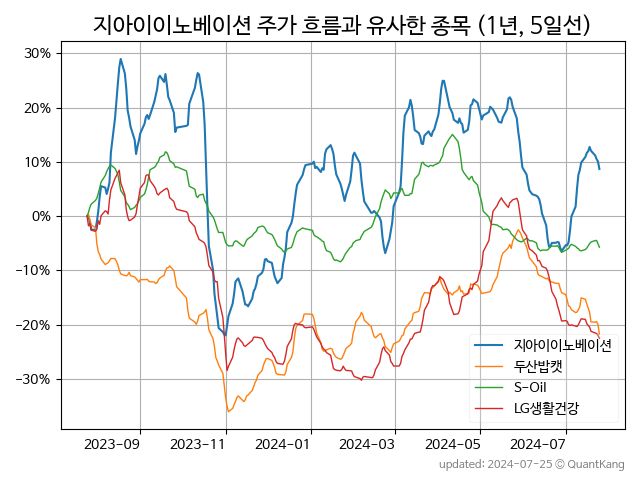 지아이이노베이션 주가 흐름과 유사한 종목 (1년, 5일선)
30%
20%
10%
0%
−10%
−20%
−30%
지아이이노베이션
두산밥캣
S-Oil
LG생활건강
2023-09 2023-11 2024-01 2024-03 2024-05 2024-07
updated: 2024-07-25 © QuantKang